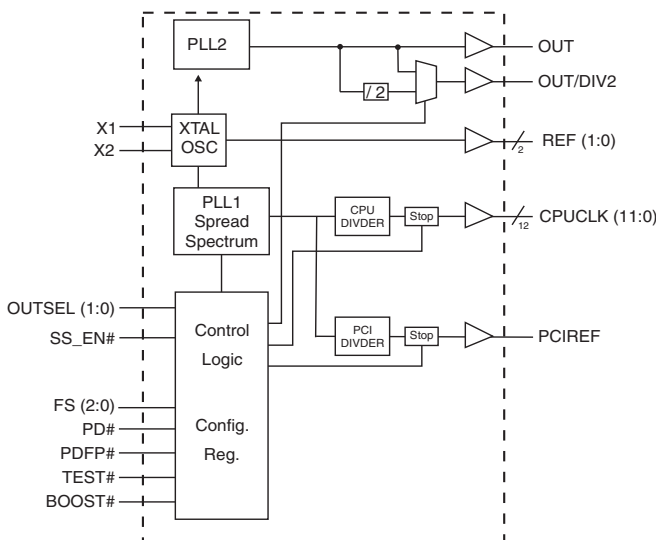 PLL2
OUT
/ 2
OUT/DIV2
X1
X2
XTAL
OSC
2
REF (1:0)
PLL1
Spread
Spectrum
CPU
DIVDER
Stop
12
CPUCLK (11:0)
OUTSEL (1:0)
SS_EN#
Control
Logic
PCI
DIVDER
Stop
PCIREF
FS (2:0)
PD#
PDFP#
TEST#
BOOST#
Config.
Reg.